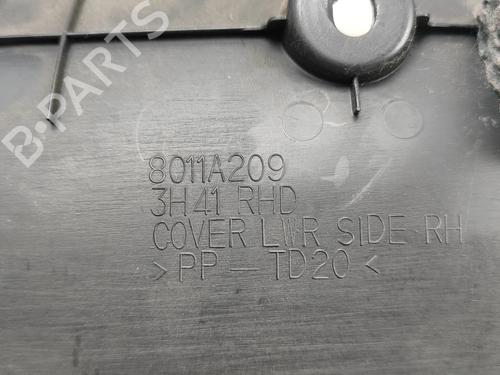 B-PARTS
8011A209
3H41 RHD
COVER LWR SIDE RH
>PP-TD20<